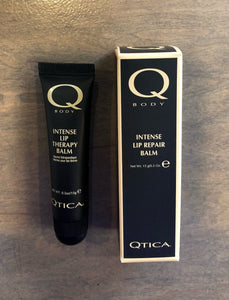 Q
BODY
INTENSE
LIP
THERAPY
BALM
QTICA
Q
BODY
INTENSE
LIP REPAIR
BALM
QTICA